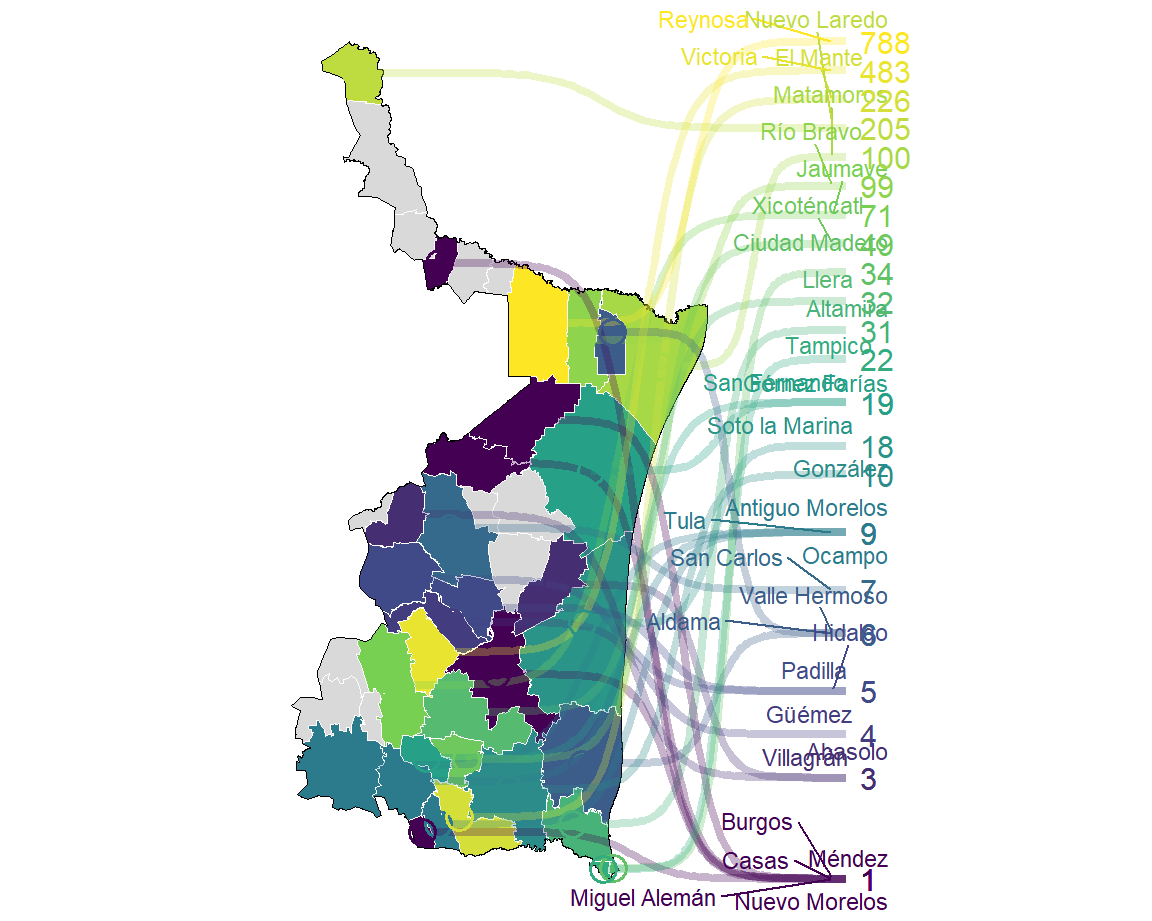 Reynosa
Nuevo Laredo
788
Victoria
El Mante
483
Matamoros
226
205
Río Bravo
100
Jaumave
99
Xicoténcatl
71
Ciudad Madero
49
Llera
34
Altamira
32
31
Tampico
22
San Fernando
Gómez Farías
19
Soto la Marina
18
González
10
Antiguo Morelos
Tula
9
San Carlos
Ocampo
7
Valle Hermoso
Aldama
Hidalgo
6
Padilla
5
Güémez
4
Villagrán
Abasolo
3
Burgos
Casas
Méndez
1
Miguel Alemán
Nuevo Morelos